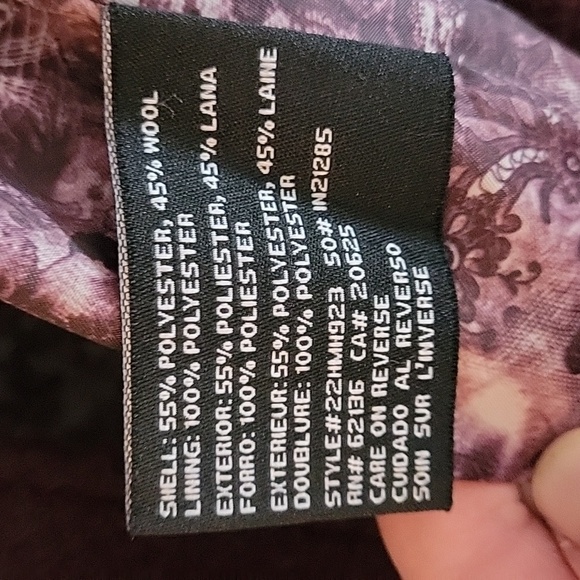 SHELL: 55% POLYESTER, 45% WOOL
LINING: 100% POLYESTER
EXTERIOR: 55% POLIESTER, 45% LANA
FORRO: 100% POLIESTER
EXTERIEUR: 55% POLYESTER, 45% LAINE
DOUBLURE: 100% POLYESTER
STYLE#22HMH923 SO# IN21285
RN# 62136 CA# 20625
CARE ON REVERSE
CUIDADO AL REVERSO
SOIN SUR L'INVERSE